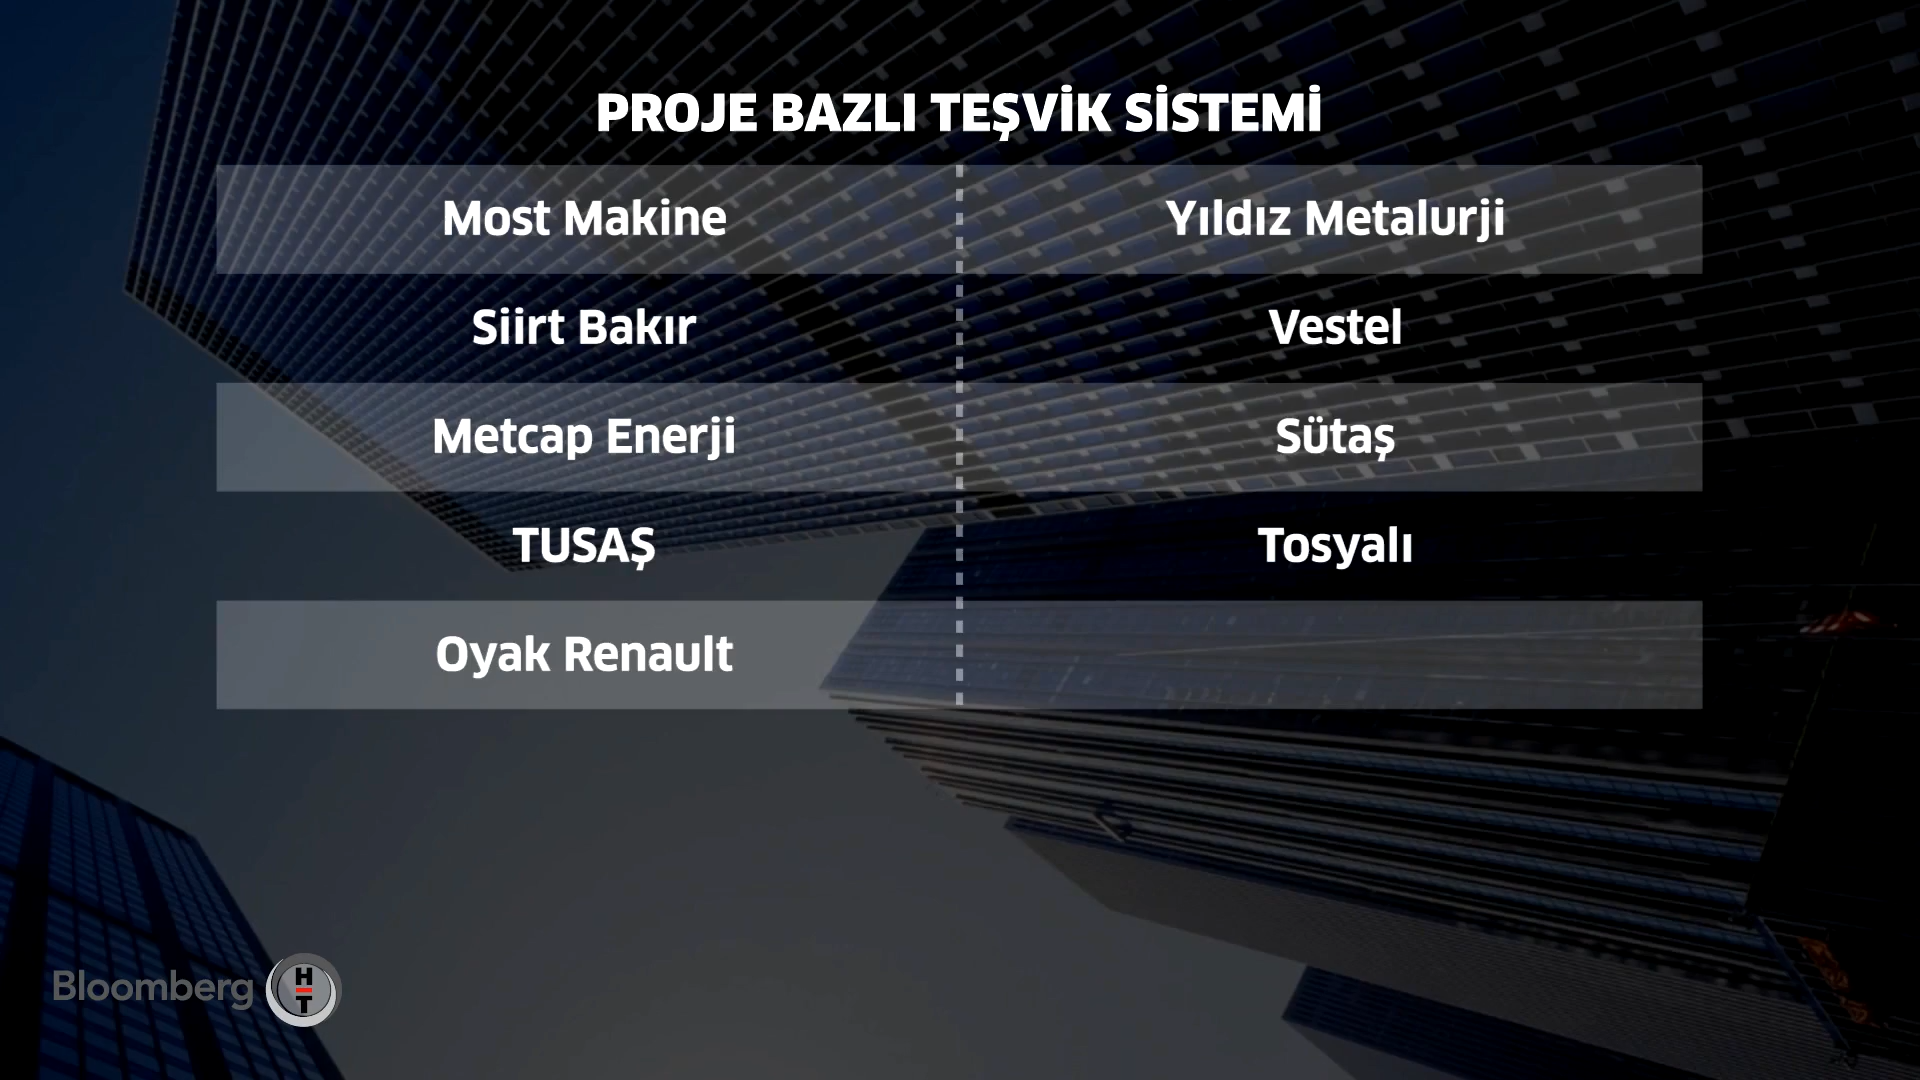 PROJE BAZLI TEŞVİK SİSTEMİ
Most Makine
Yıldız Metalurji
Siirt Bakır
Vestel
Metcap Enerji
Sütaş
TUSAŞ
Tosyalı
Oyak Renault
Bloomberg HT